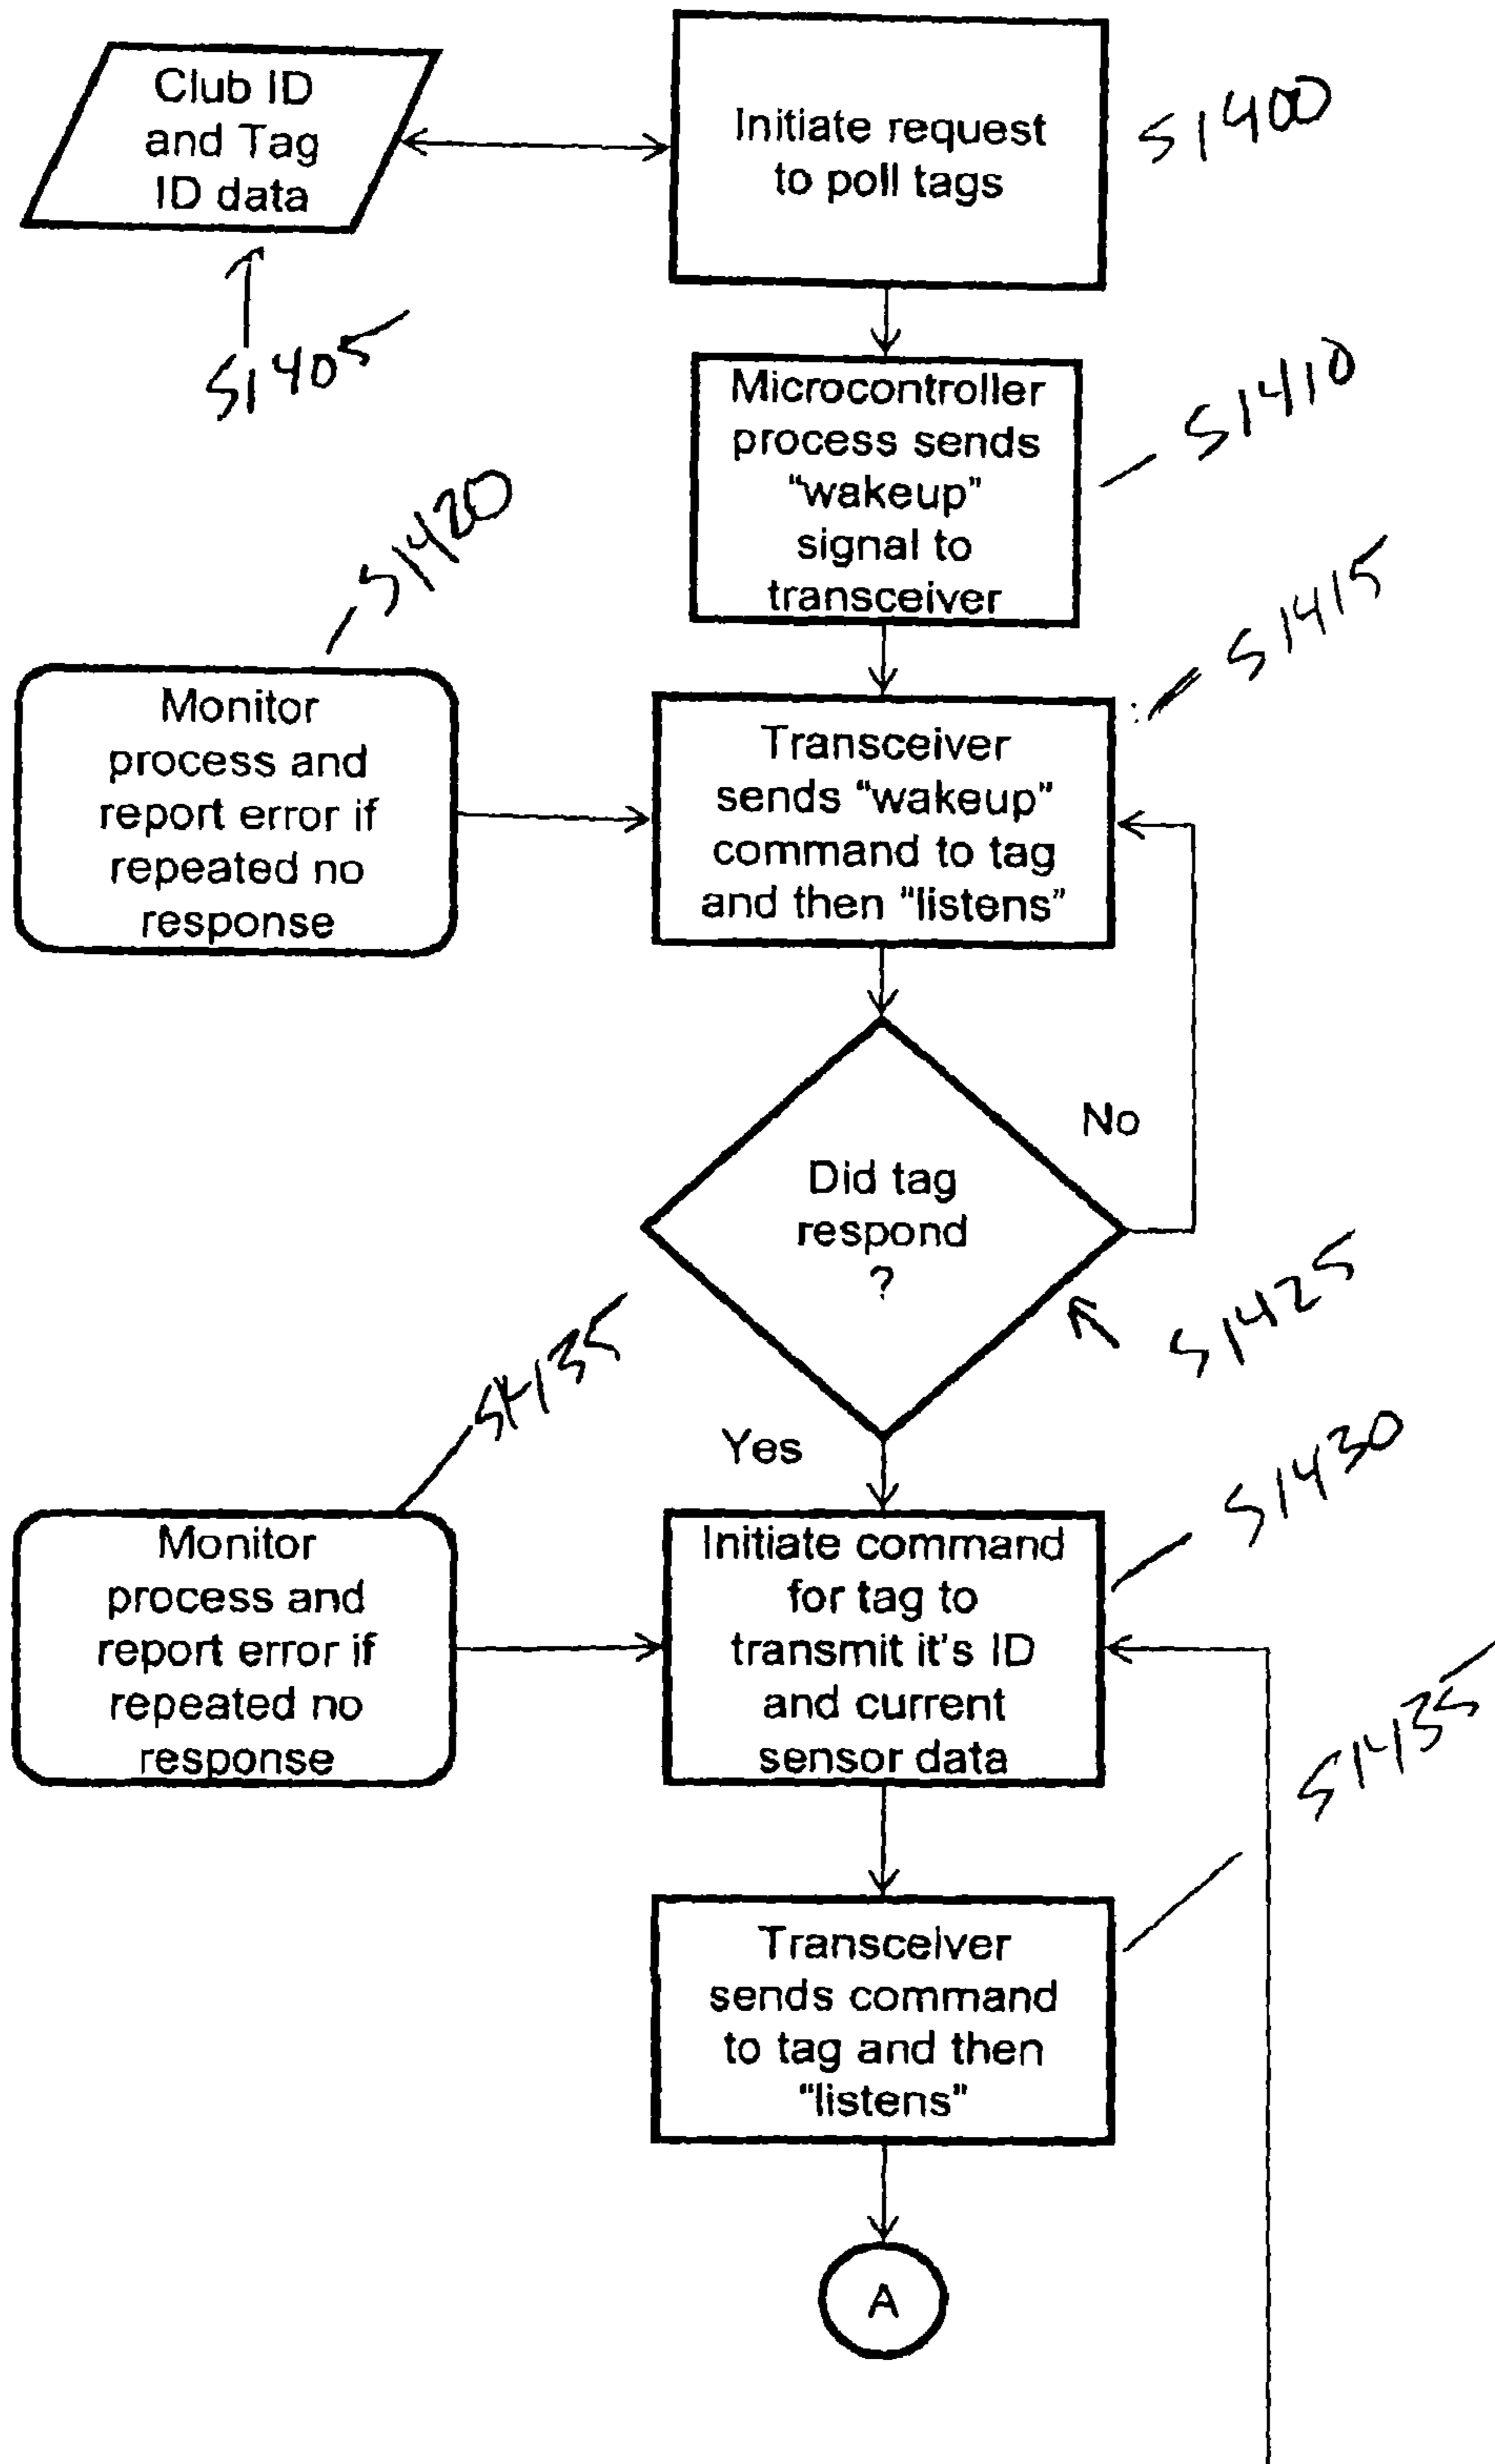 Club ID
and Tag
ID data
Initiate request
to poll tags
S1400
S1405
Microcontroller
process sends
“wakeup”
signal to
transceiver
S1410
S1420
Monitor
process and
report error if
repeated no
response
Transceiver
sends “wakeup”
command to tag
and then "listens”
S1415
Did tag
respond
?
No
S1425
Yes
S1435
Monitor
process and
report error if
repeated no
response
Initiate command
for tag to
transmit it's ID
and current
sensor data
S1430
S1435
Transceiver
sends command
to tag and then
"listens”
A